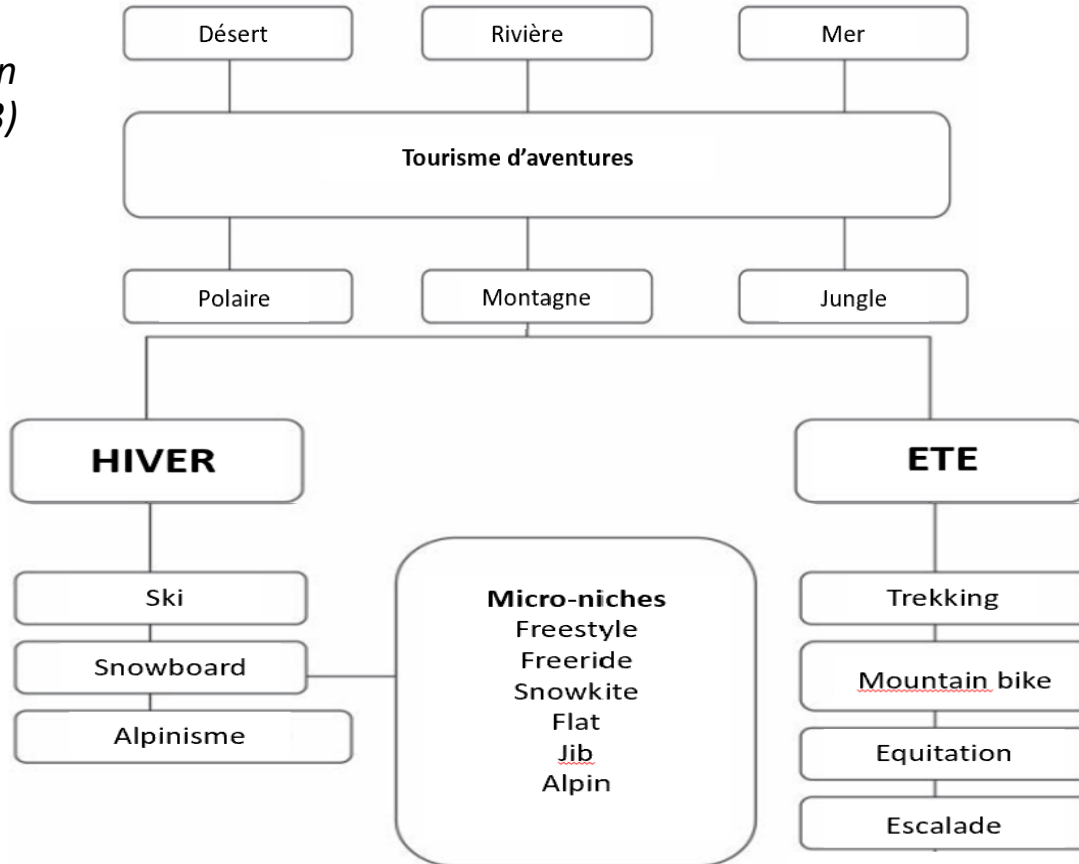 n
3)
Désert
Rivière
Mer
Tourisme d’aventures
Polaire
Montagne
Jungle
HIVER
ETE
Ski
Snowboard
Alpinisme
Micro-niches
Freestyle
Freeride
Snowkite
Flat
Jib
Alpin
Trekking
Mountain bike
Equitation
Escalade